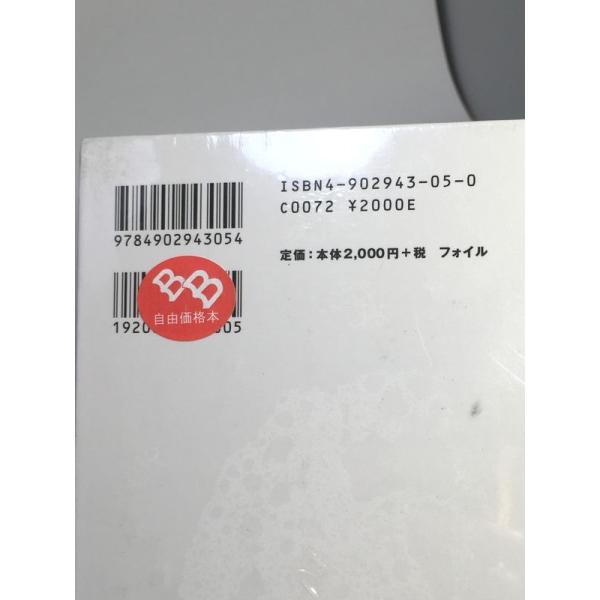 ISBN4-902943-05-0
C0072 ¥2000E
9784902943054
定価：本体2,000円＋税 フォイル
BB
自由価格本